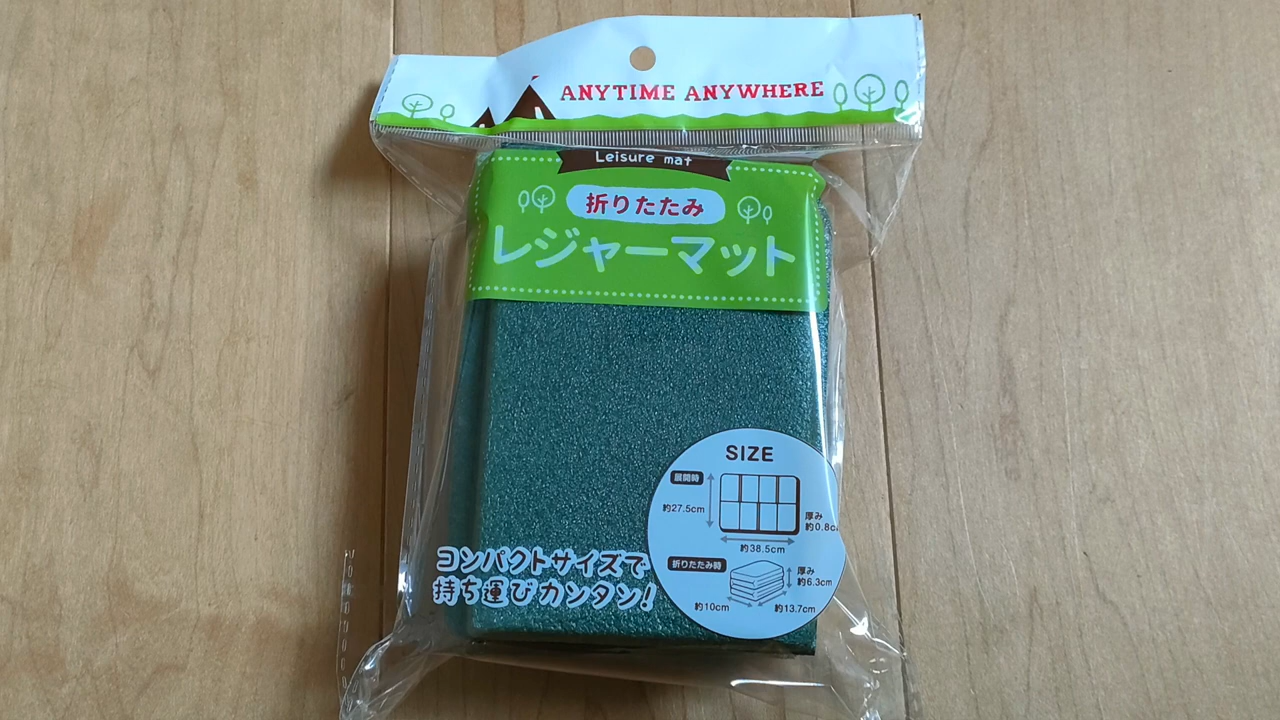 ANYTIME ANYWHERE
Leisure mat
折りたたみ
レジャーマット
SIZE
展開時
約27.5cm
厚み
約0.8c
約38.5cm
折りたたみ時
厚み
約6.3cm
約10cm
約13.7cm
コンパクトサイズで
持ち運びカンタン!